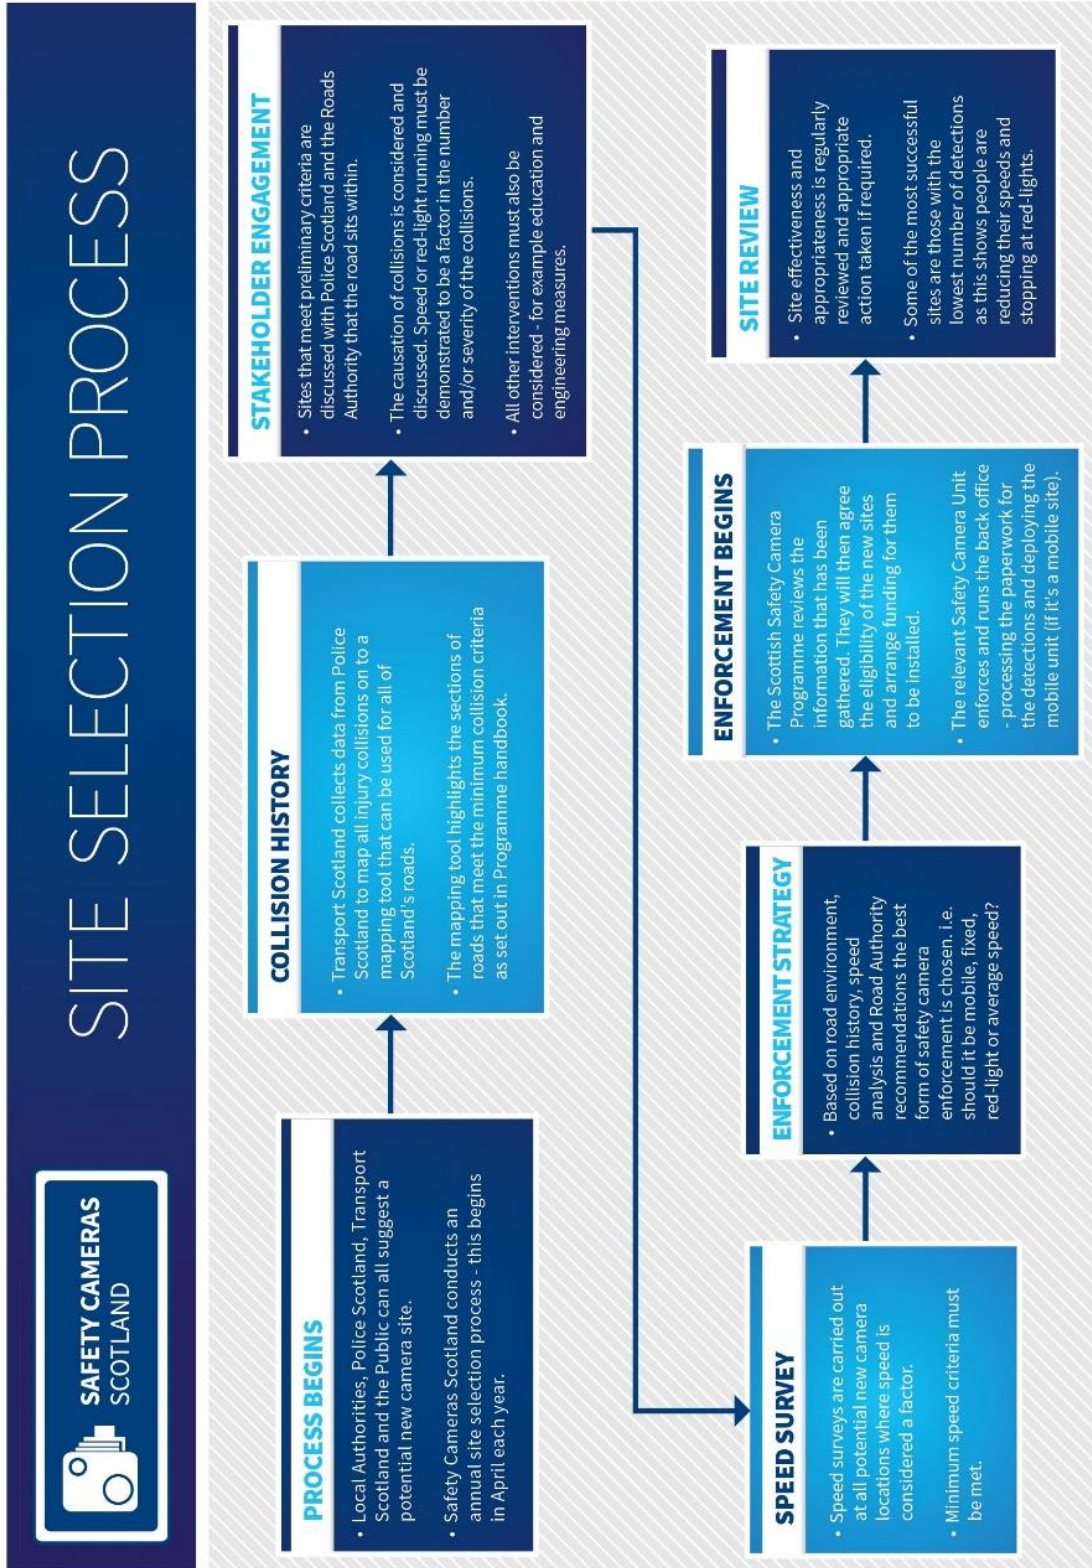 SAFETY CAMERAS
SCOTLAND
SITE SELECTION PROCESS
PROCESS BEGINS
• Local Authorities, Police Scotland, Transport
Scotland and the Public can all suggest a
potential new camera site.
• Safety Cameras Scotland conducts an
annual site selection process - this begins
in April each year.
COLLISION HISTORY
• Transport Scotland collects data from Police
Scotland to map all injury collisions on to a
mapping tool that can be used for all of
Scotland's roads.
• The mapping tool highlights the sections of
roads that meet the minimum collision criteria
as set out in Programme handbook.
STAKEHOLDER ENGAGEMENT
• Sites that meet preliminary criteria are
discussed with Police Scotland and the Roads
Authority that the road sits within.
• The causation of collisions is considered and
discussed. Speed or red-light running must be
demonstrated to be a factor in the number
and/or severity of the collisions.
• All other interventions must also be
considered - for example education and
engineering measures.
SPEED SURVEY
• Speed surveys are carried out
at all potential new camera
locations where speed is
considered a factor.
• Minimum speed criteria must
be met.
ENFORCEMENT STRATEGY
• Based on road environment,
collision history, speed
analysis and Road Authority
recommendations the best
form of safety camera
enforcement is chosen. i.e.
should it be mobile, fixed,
red-light or average speed?
ENFORCEMENT BEGINS
• The Scottish Safety Camera
Programme reviews the
information that has been
gathered. They will then agree
the eligibility of the new sites
and arrange funding for them
to be installed.
• The relevant Safety Camera Unit
enforces and runs the back office
- processing the paperwork for
the detections and deploying the
mobile unit (if it's a mobile site).
SITE REVIEW
• Site effectiveness and
appropriateness is regularly
reviewed and appropriate
action taken if required.
• Some of the most successful
sites are those with the
lowest number of detections
as this shows people are
reducing their speeds and
stopping at red-lights.